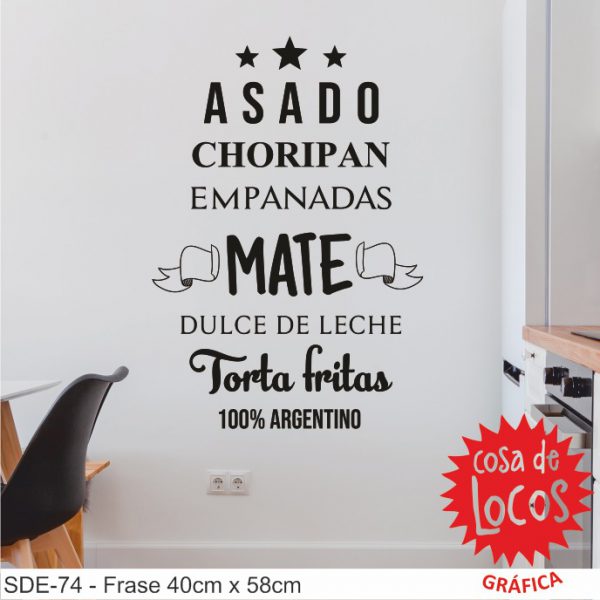 ASADO
CHORIPAN
EMPANADAS
MATE
DULCE DE LECHE
Torta fritas
100% ARGENTINO
cosa de
LOCOS
GRÁFICA
SDE-74 - Frase 40cm x 58cm